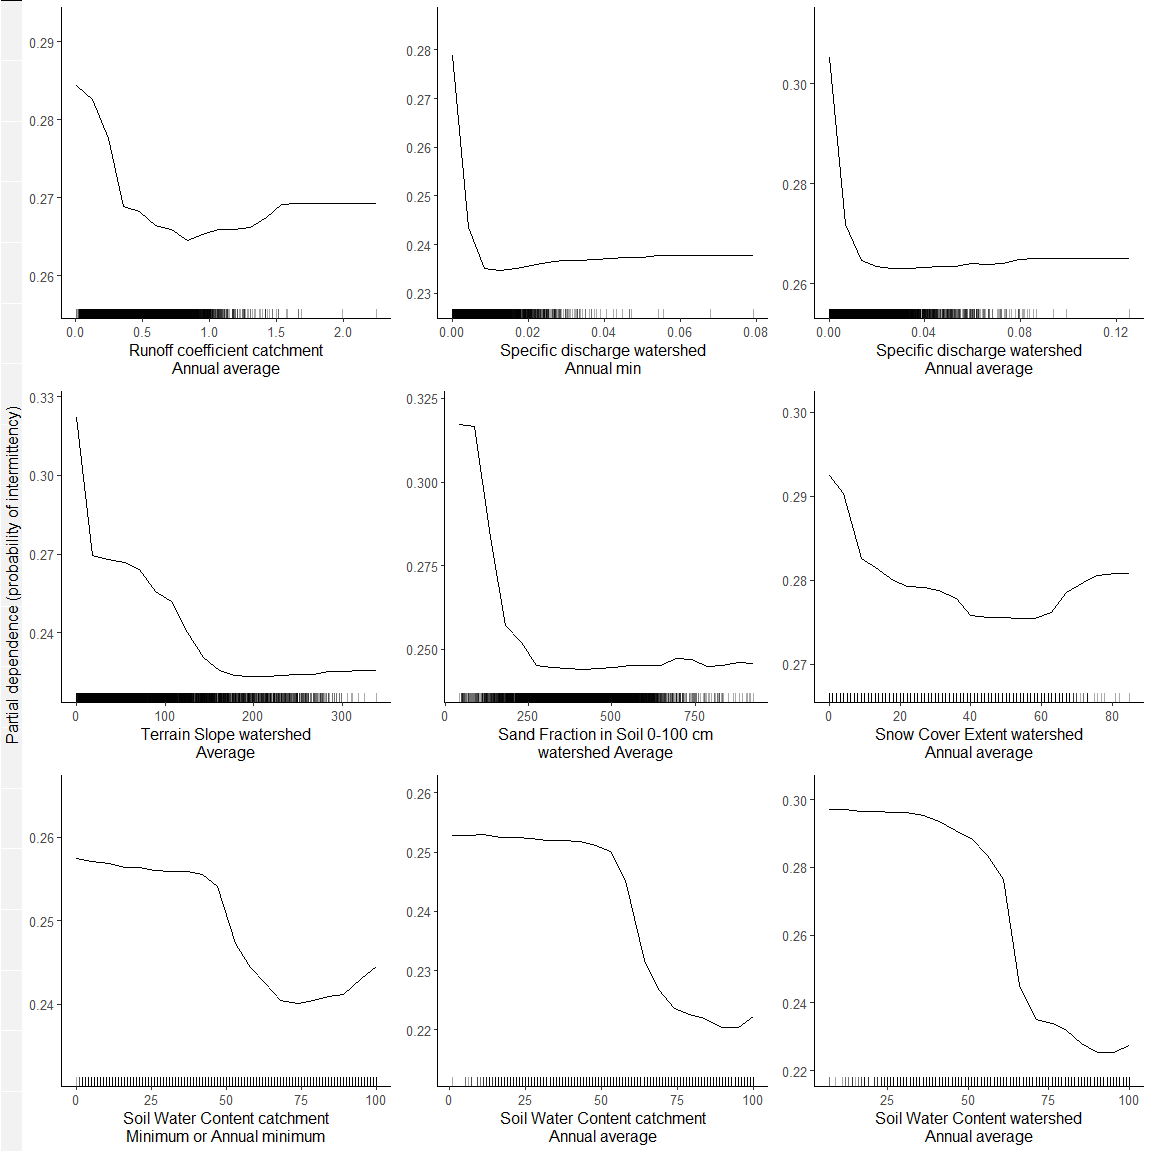 Partial dependence (probability of intermittency)
0.29
0.28
0.27
0.26
0.0 0.5 1.0 1.5 2.0
Runoff coefficient catchment
Annual average
0.28
0.27
0.26
0.25
0.24
0.23
0.00 0.02 0.04 0.06 0.08
Specific discharge watershed
Annual min
0.30
0.28
0.26
0.00 0.04 0.08 0.12
Specific discharge watershed
Annual average
0.33
0.30
0.27
0.24
0 100 200 300
Terrain Slope watershed
Average
0.325
0.300
0.275
0.250
0 250 500 750
Sand Fraction in Soil 0-100 cm
watershed Average
0.30
0.29
0.28
0.27
0 20 40 60 80
Snow Cover Extent watershed
Annual average
0.26
0.25
0.24
0 25 50 75 100
Soil Water Content catchment
Minimum or Annual minimum
0.26
0.25
0.24
0.23
0.22
0 25 50 75 100
Soil Water Content catchment
Annual average
0.30
0.28
0.26
0.24
0.22
25 50 75 100
Soil Water Content watershed
Annual average